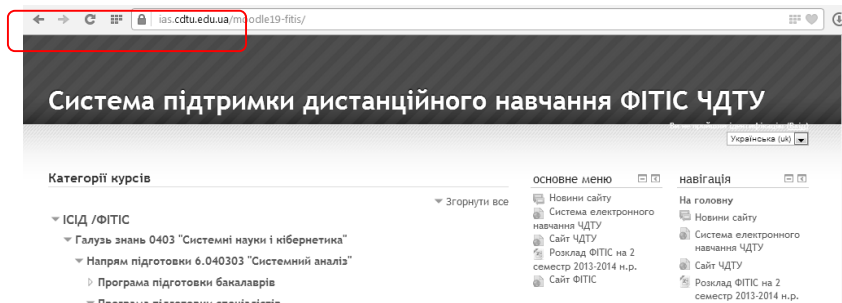 ias.cdtu.edu.ua/moodle19-fitis/
Система підтримки дистанційного навчання ФІТІС ЧДТУ
Українська (uk)
Категорії курсів
Згорнути все
ІСІД /ФІТІС
Галузь знань 0403 "Системні науки і кібернетика"
Напрям підготовки 6.040303 "Системний аналіз"
Програма підготовки бакалаврів
Програма підготовки спеціалістів
основне меню
Новини сайту
Система електронного
навчання ЧДТУ
Сайт ЧДТУ
Розклад ФІТІС на 2
семестр 2013-2014 н.р.
Сайт ФІТІС
навігація
На головну
Новини сайту
Система електронного
навчання ЧДТУ
Сайт ЧДТУ
Розклад ФІТІС на 2
семестр 2013-2014 н.р.